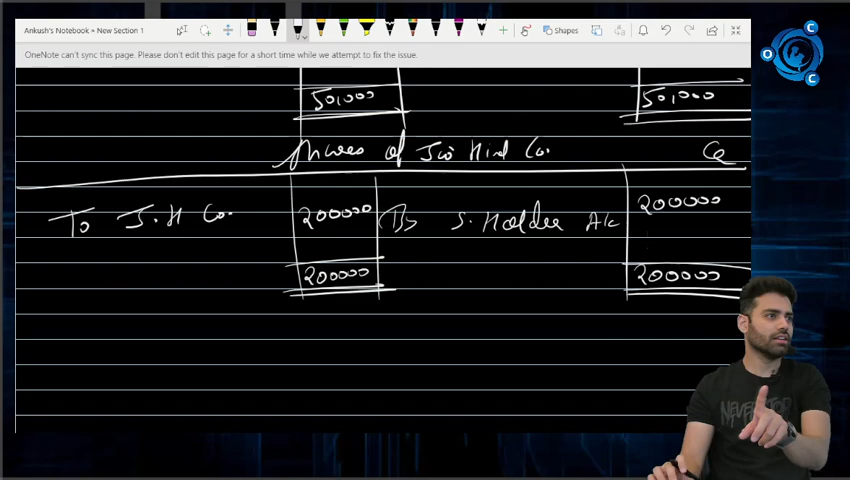 Ankush's Notebook » New Section 1
Shapes
OneNote can't sync this page. Please don't edit this page for a short time while we attempt to fix the issue.
501000 501000
Shares of Jai Hind Co. Cr
To J.H Co. 200000 By S. Holder A/c 200000
200000 200000
O C C